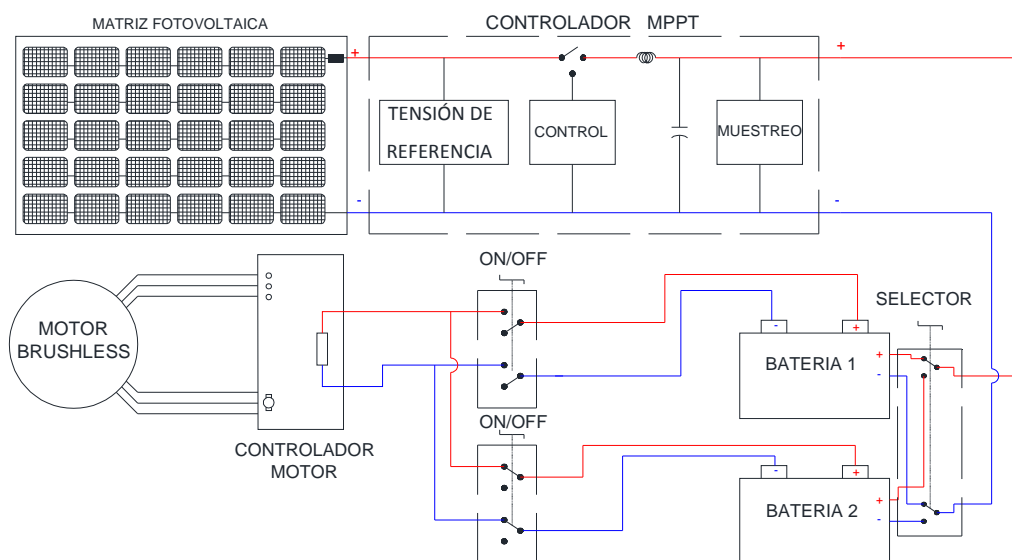 MATRIZ FOTOVOLTAICA
CONTROLADOR MPPT
+
+
TENSIÓN DE
REFERENCIA
CONTROL
MUESTREO
-
-
ON/OFF
SELECTOR
MOTOR
BRUSHLESS
-
+
BATERIA 1
+
-
ON/OFF
CONTROLADOR
MOTOR
-
+
BATERIA 2
+
-